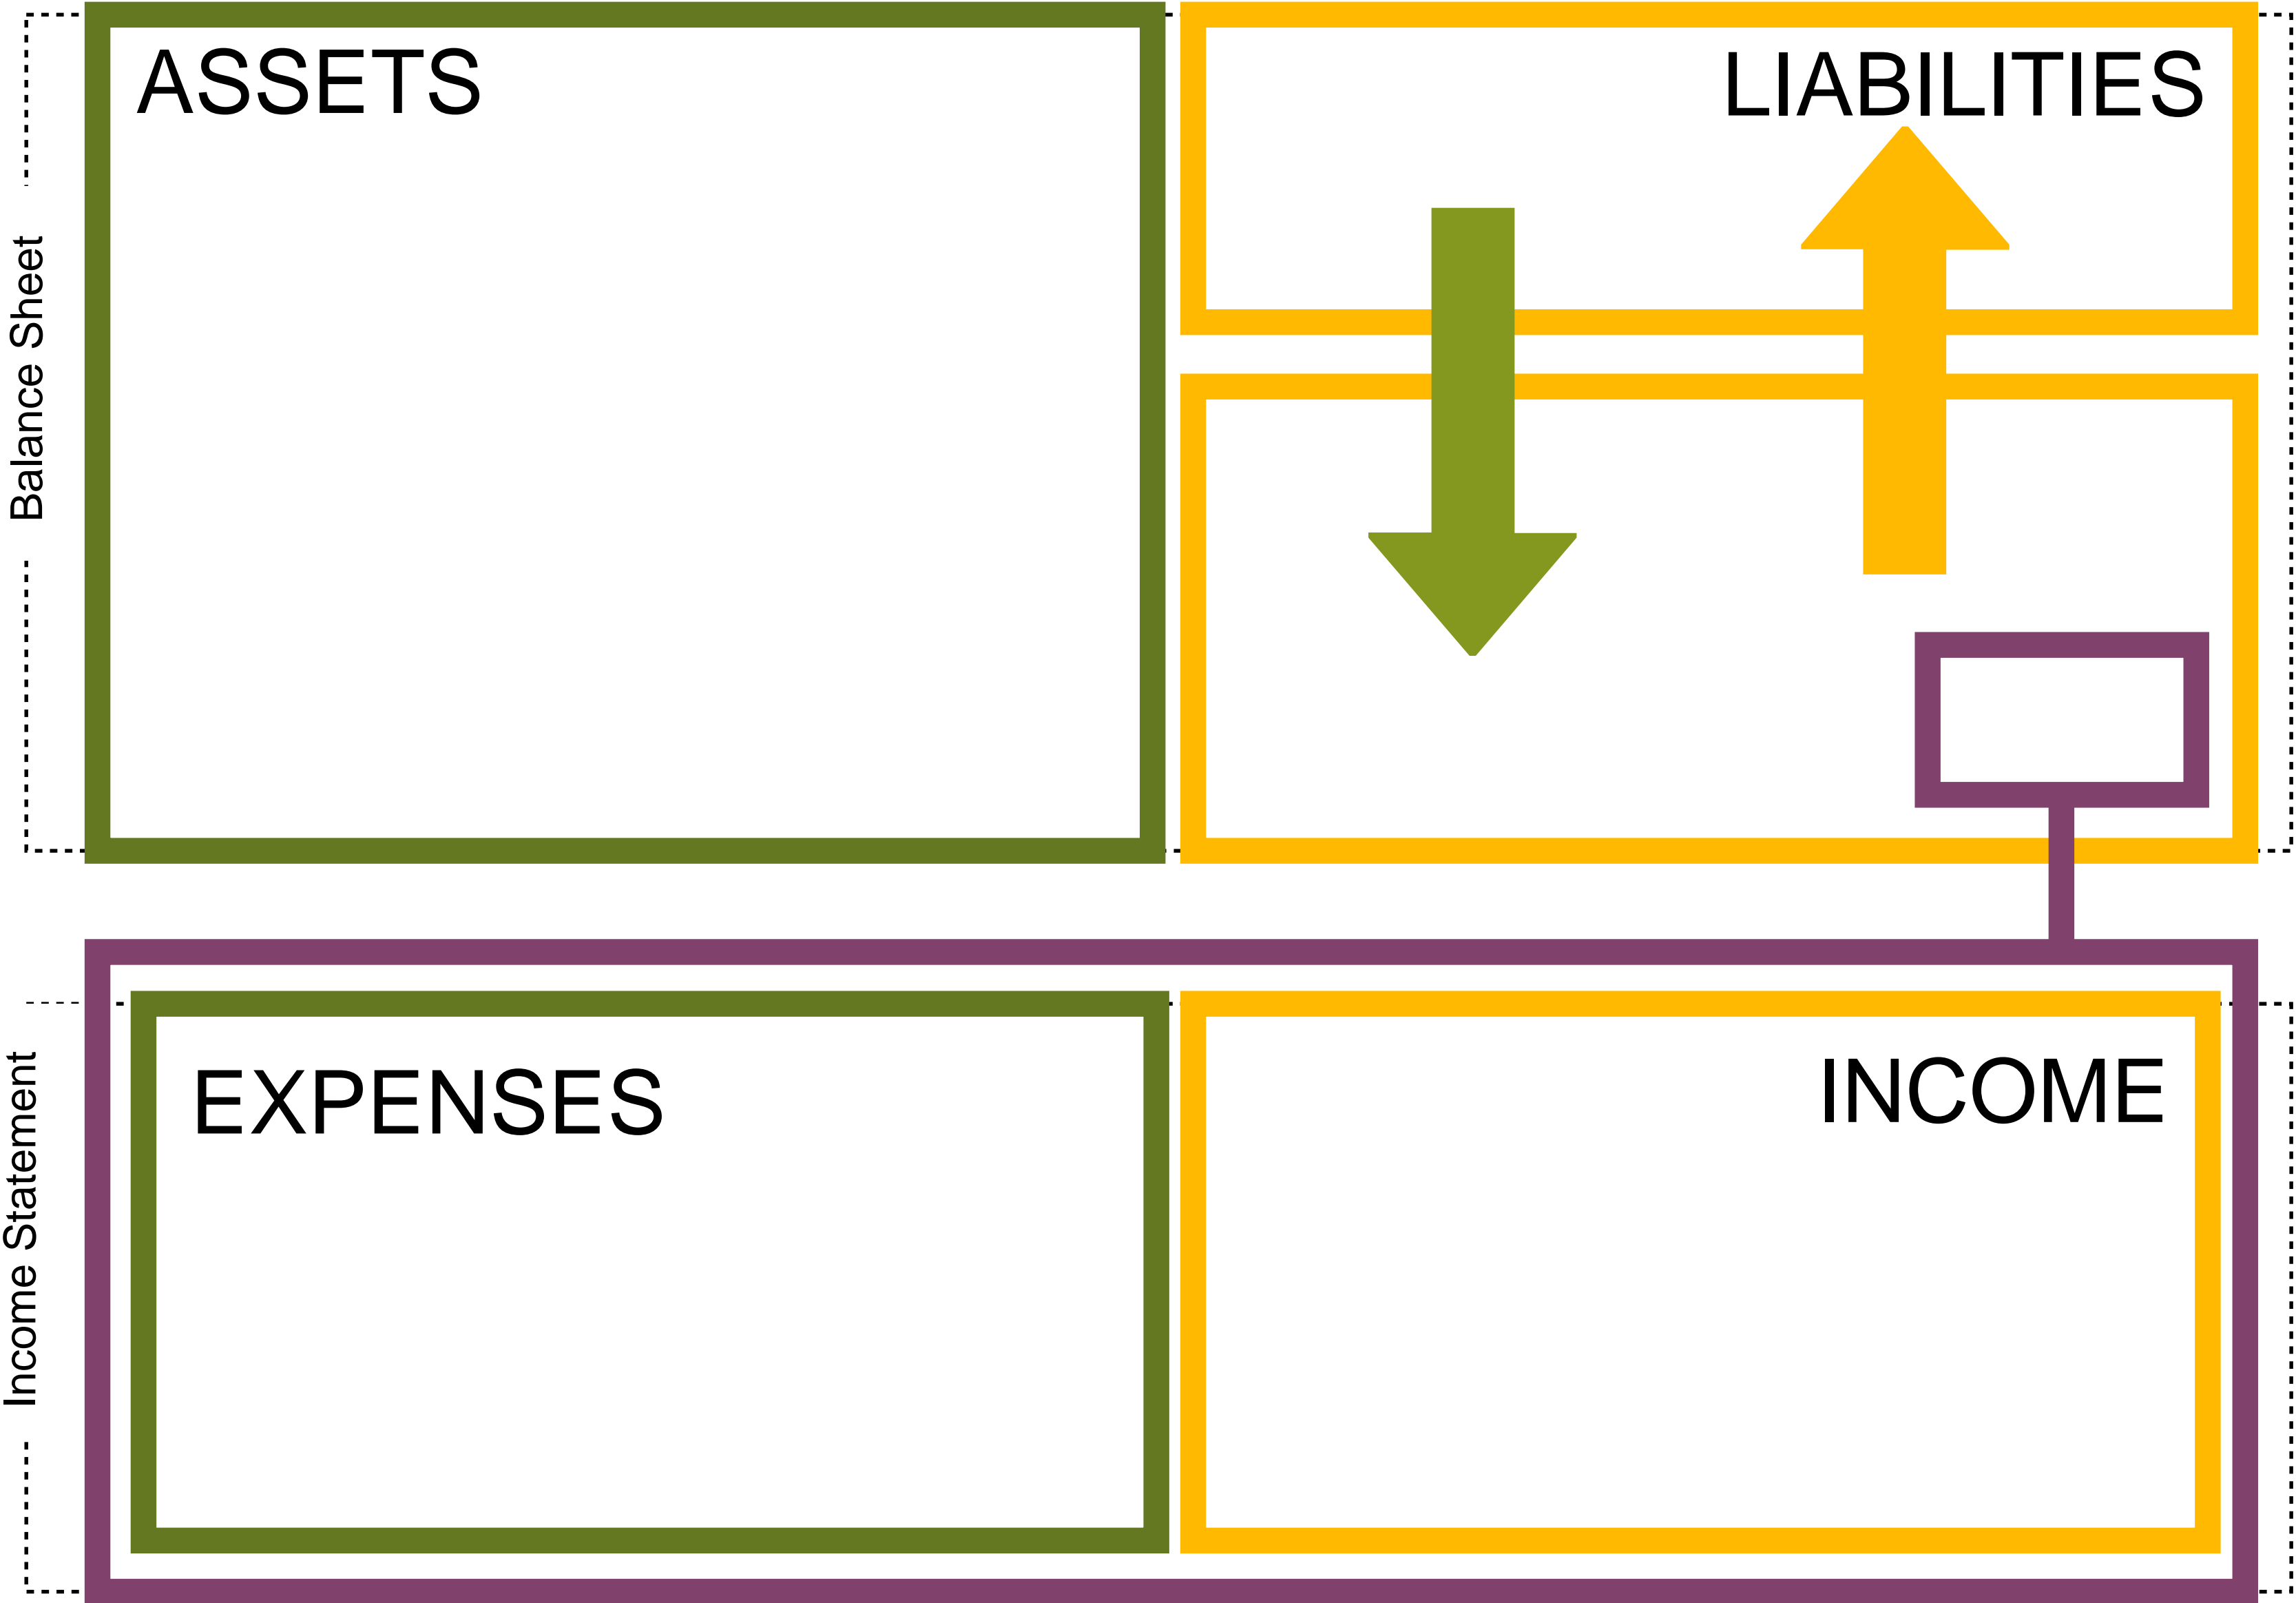 ASSETS
LIABILITIES
Balance Sheet
EXPENSES
INCOME
Income Statement